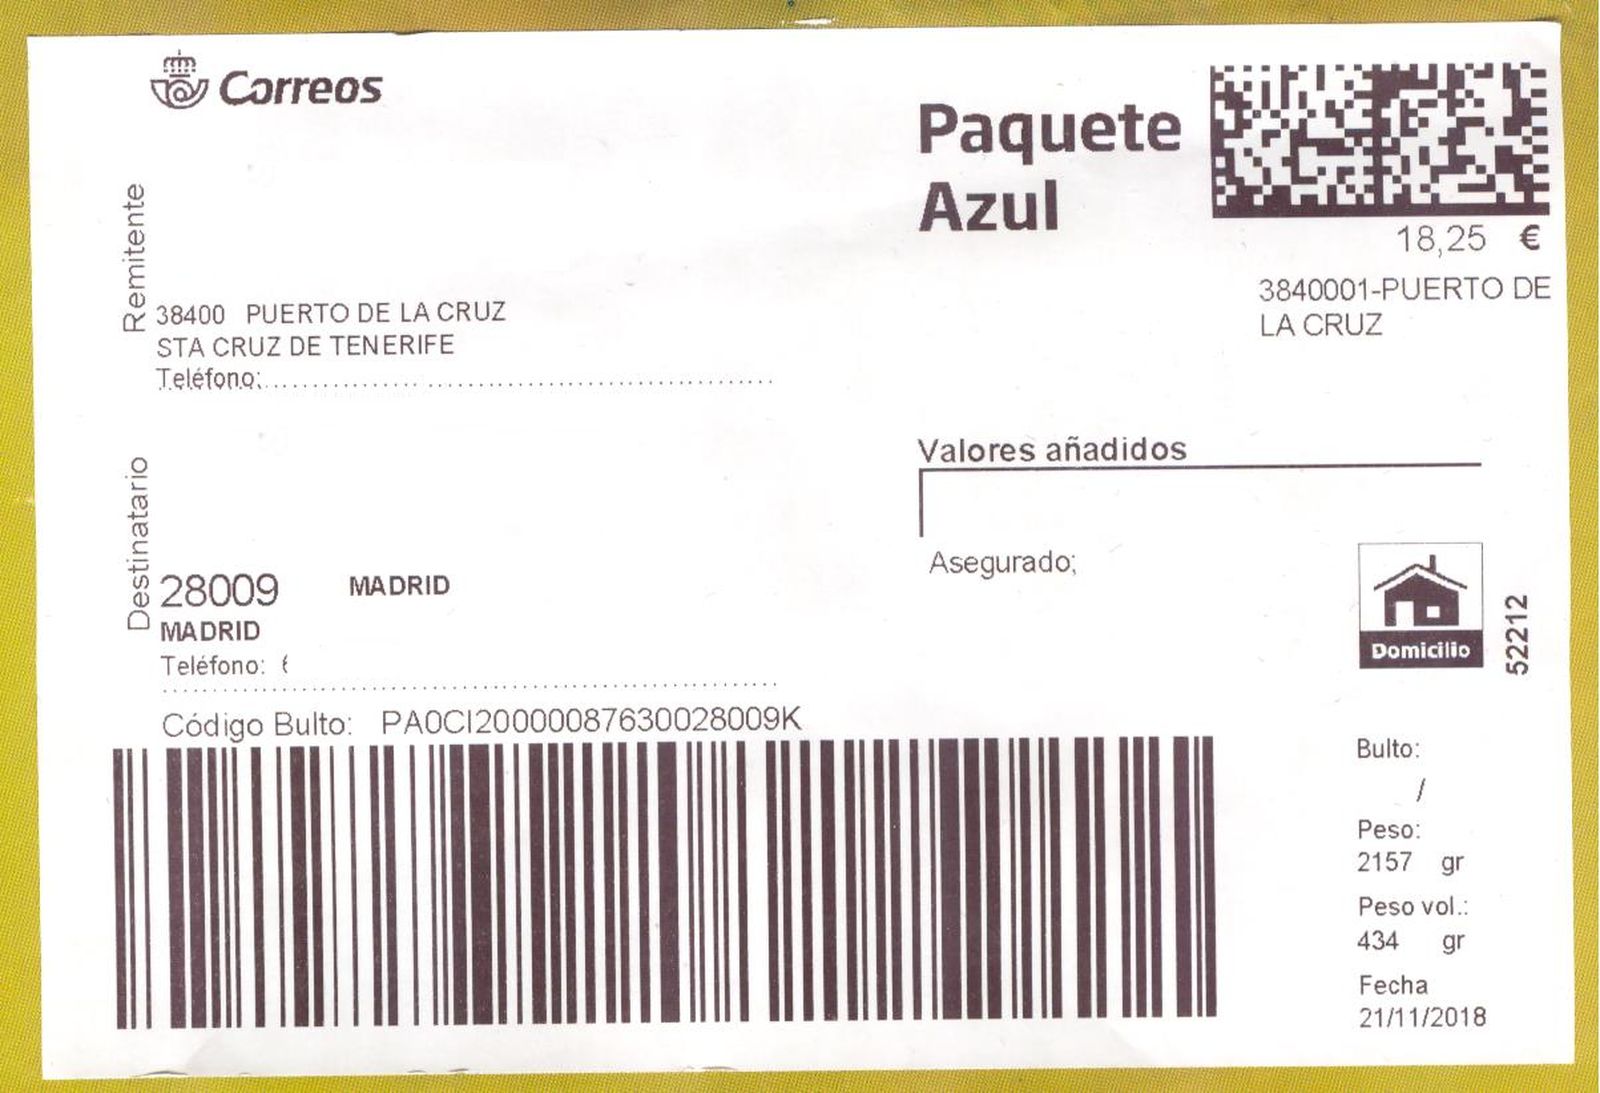 Correos
Paquete
Azul
18,25 €
3840001-PUERTO DE
LA CRUZ
Remitente
38400 PUERTO DE LA CRUZ
STA CRUZ DE TENERIFE
Teléfono:
Valores añadidos
Asegurado;
Destinatario
28009 MADRID
MADRID
Teléfono:
Domicilio
52212
Código Bulto: PA0CI20000087630028009K
Bulto:
/
Peso:
2157 gr
Peso vol.:
434 gr
Fecha
21/11/2018